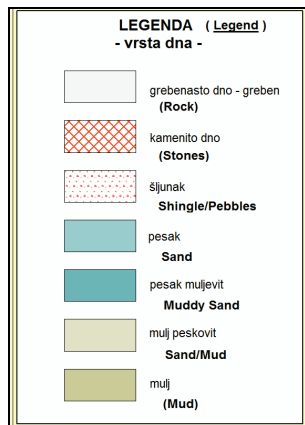 LEGENDA ( Legend )
- vrsta dna -
grebenasto dno - greben
(Rock)
kamenito dno
(Stones)
šljunak
Shingle/Pebbles
pesak
Sand
pesak muljevit
Muddy Sand
mulj peskovit
Sand/Mud
mulj
(Mud)